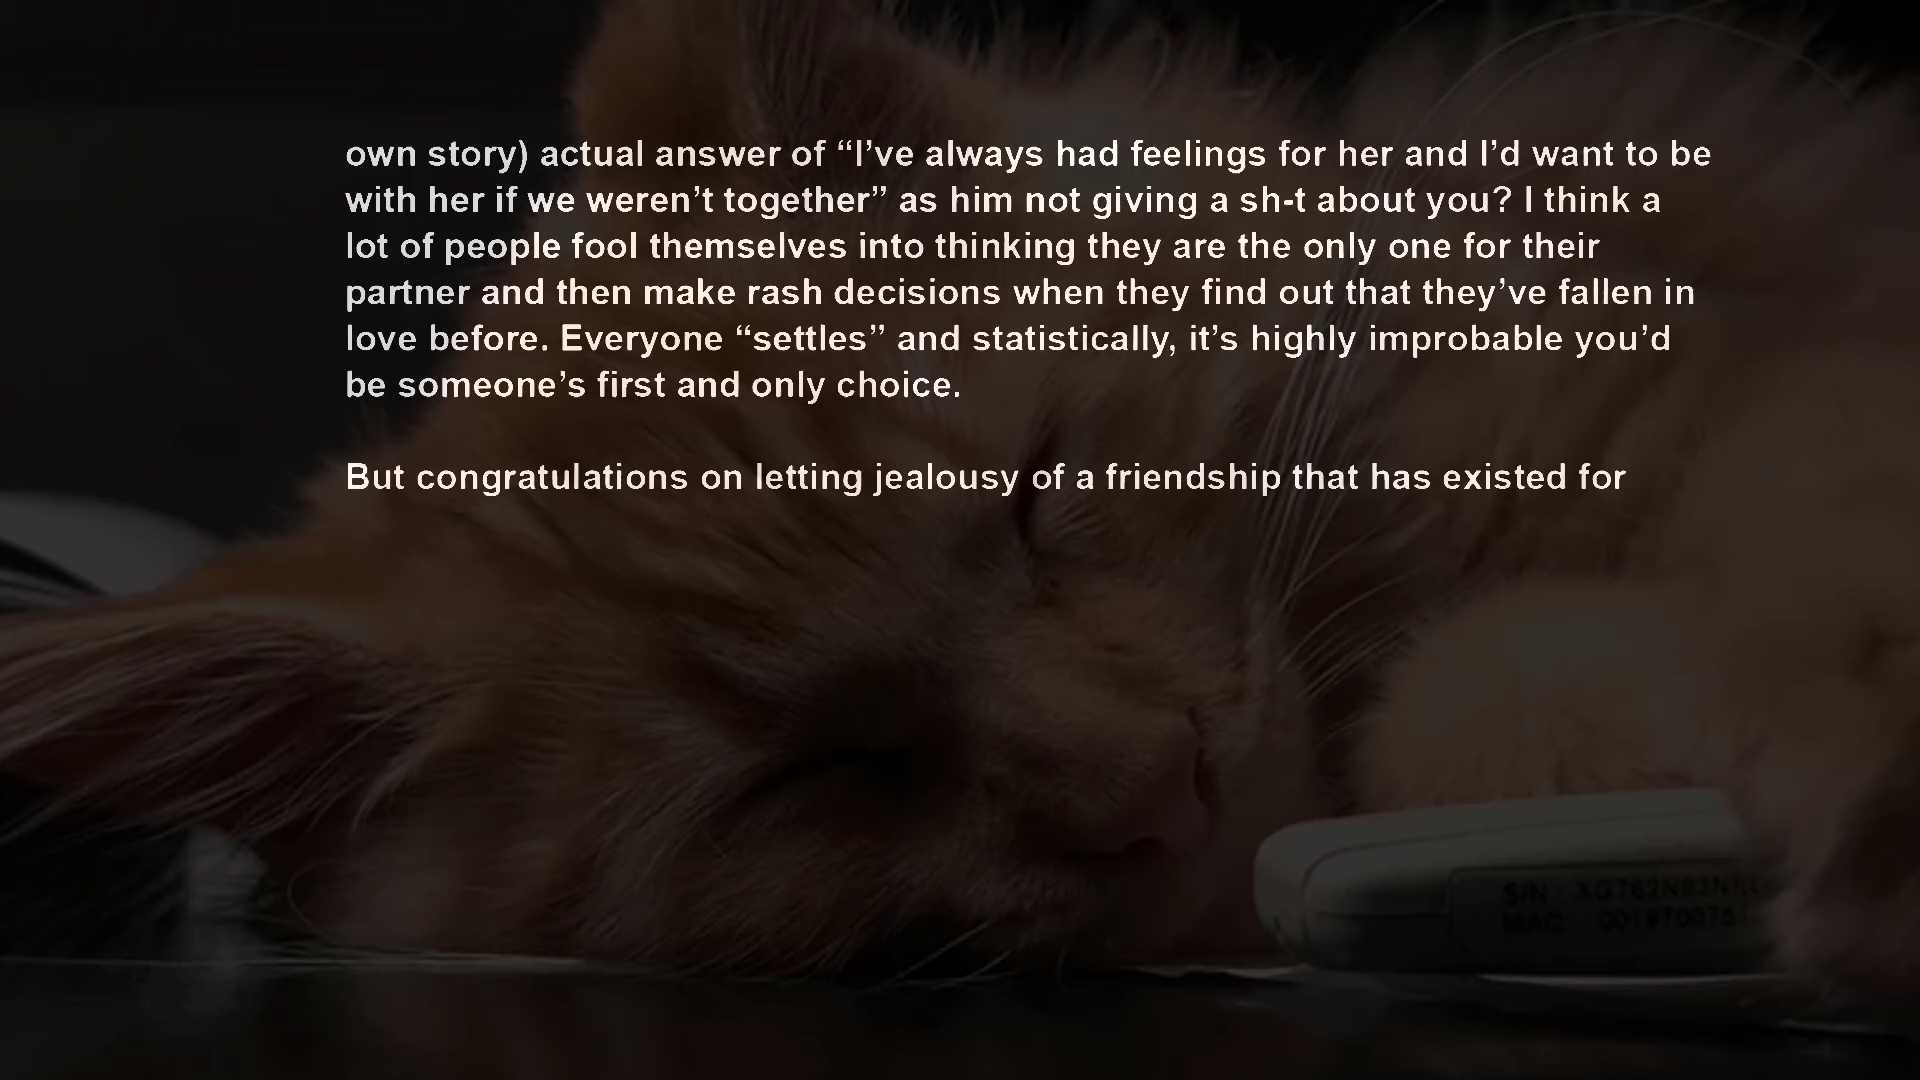 own story) actual answer of “I’ve always had feelings for her and I’d want to be
with her if we weren’t together” as him not giving a sh-t about you? I think a
lot of people fool themselves into thinking they are the only one for their
partner and then make rash decisions when they find out that they’ve fallen in
love before. Everyone “settles” and statistically, it’s highly improbable you’d
be someone’s first and only choice.
But congratulations on letting jealousy of a friendship that has existed for
S/N
MAC